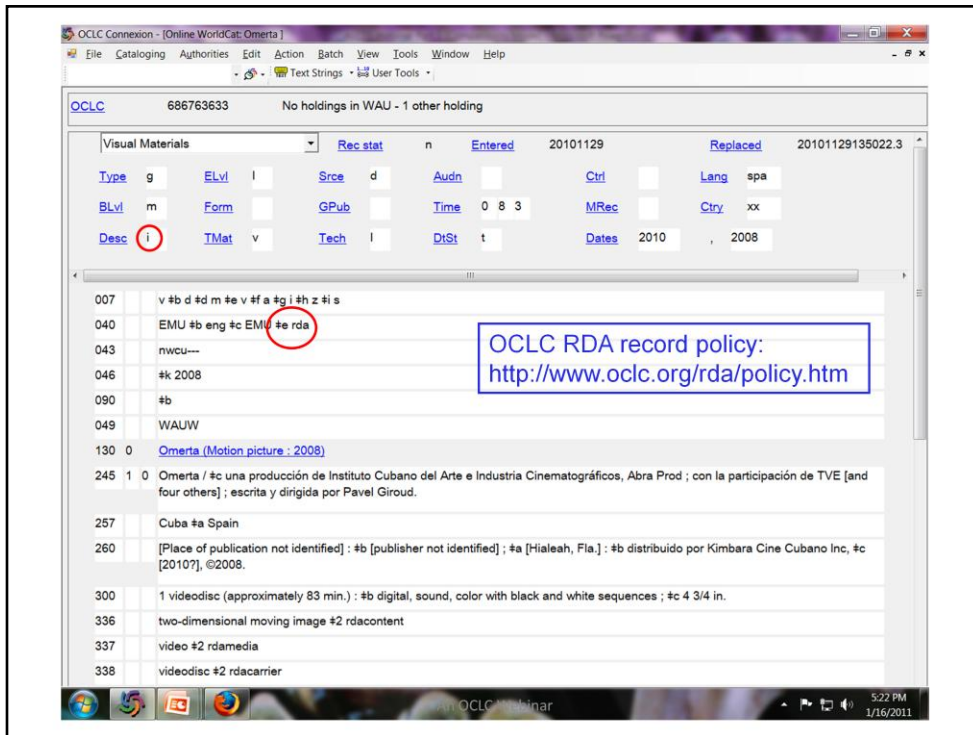 OCLC Connexion - [Online WorldCat: Omerta ]
File Cataloging Authorities Edit Action Batch View Tools Window Help
Text Strings User Tools
OCLC 686763633 No holdings in WAU - 1 other holding
Visual Materials Rec stat n Entered 20101129 Replaced 20101129135022.3
Type g ELvl I Srce d Audn Ctrl Lang spa
BLvl m Form GPub Time 0 8 3 MRec Ctry xx
Desc i TMat v Tech l DtSt t Dates 2010 , 2008
007 v ‡b d ‡d m ‡e v ‡f a ‡g i ‡h z ‡i s
040 EMU ‡b eng ‡c EMU ‡e rda
043 nwcu---
046 ‡k 2008
090 ‡b
049 WAUW
130 0 Omerta (Motion picture : 2008)
245 1 0 Omerta / ‡c una producción de Instituto Cubano del Arte e Industria Cinematográficos, Abra Prod ; con la participación de TVE [and
four others] ; escrita y dirigida por Pavel Giroud.
257 Cuba ‡a Spain
260 [Place of publication not identified] : ‡b [publisher not identified] ; ‡a [Hialeah, Fla.] : ‡b distribuido por Kimbara Cine Cubano Inc, ‡c
[2010?], ©2008.
300 1 videodisc (approximately 83 min.) : ‡b digital, sound, color with black and white sequences ; ‡c 4 3/4 in.
336 two-dimensional moving image ‡2 rdacontent
337 video ‡2 rdamedia
338 videodisc ‡2 rdacarrier
OCLC RDA record policy:
http://www.oclc.org/rda/policy.htm
An OCLC Webinar
5:22 PM
1/16/2011